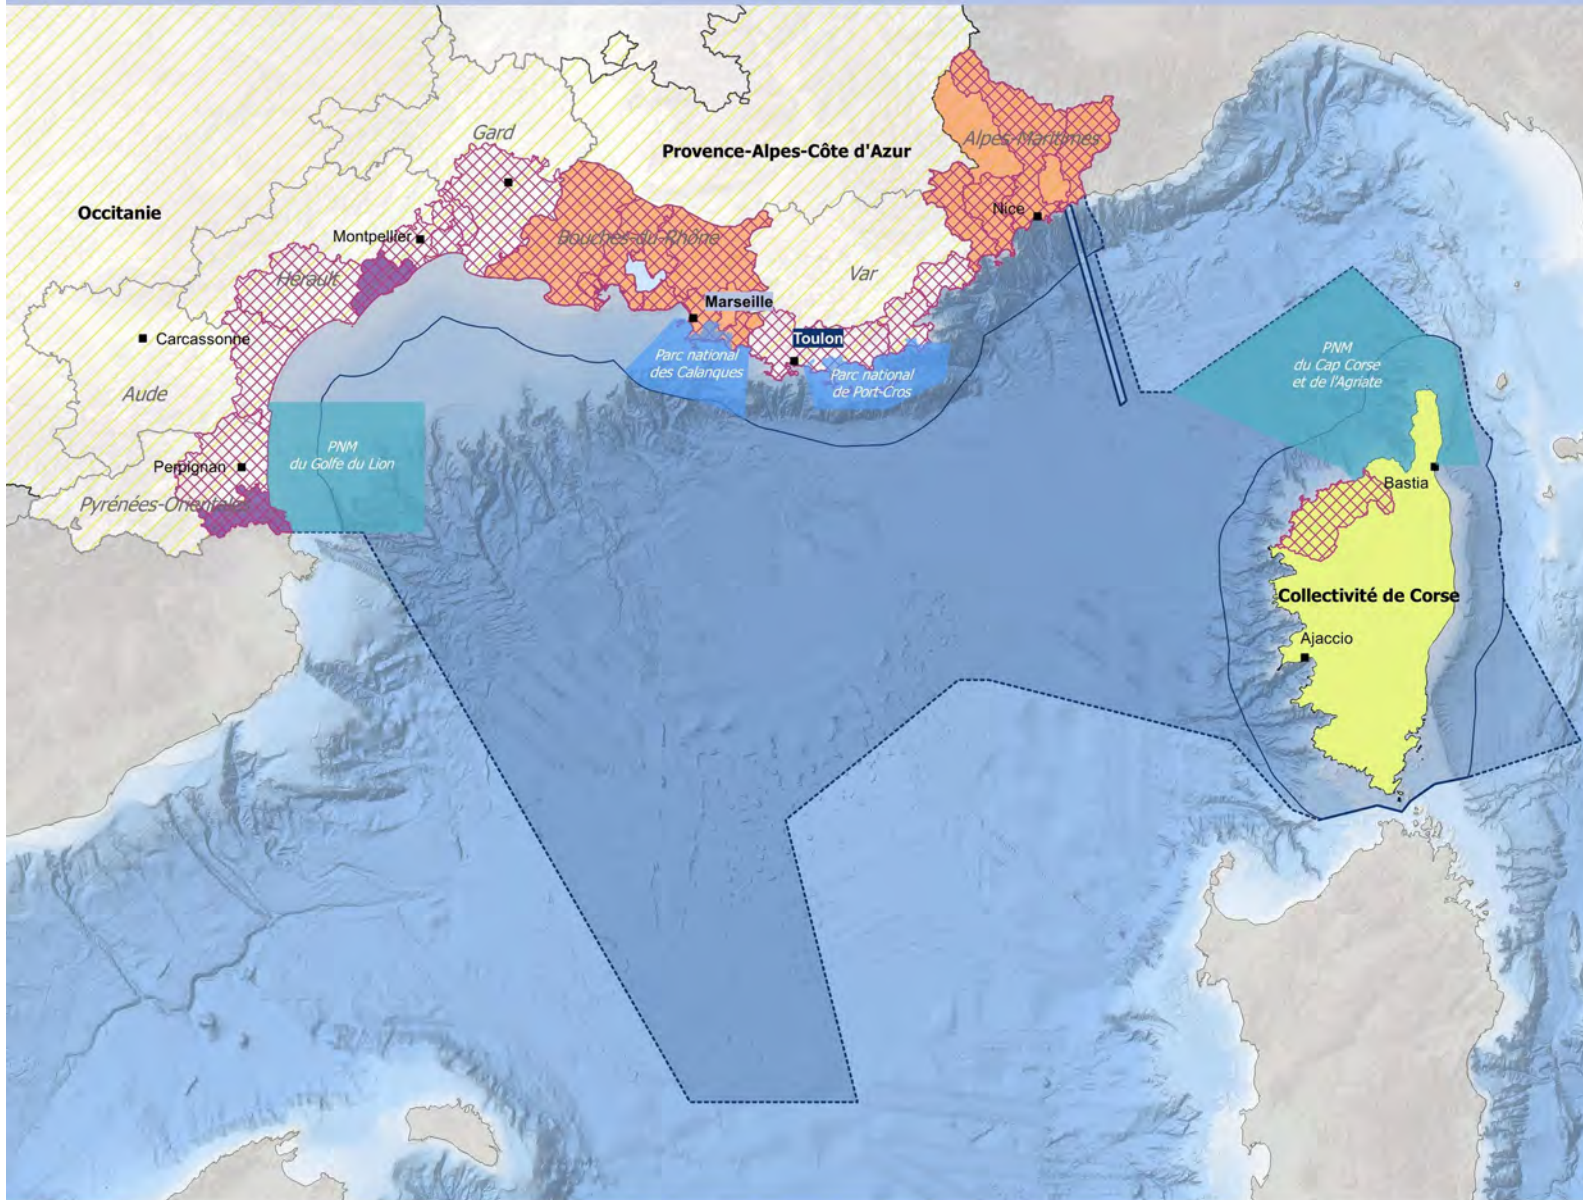 Gard
Alpes-Maritimes
Provence-Alpes-Côte d'Azur
Occitanie
Nice
Montpellier
Bouches-du-Rhône
Hérault
Var
Marseille
Carcassonne
Toulon
Parc national
des Calanques
Parc national
de Port-Cros
PNM
du Cap Corse
et de l'Agriate
Aude
PNM
du Golfe du Lion
Perpignan
Bastia
Pyrénées-Orientales
Collectivité de Corse
Ajaccio